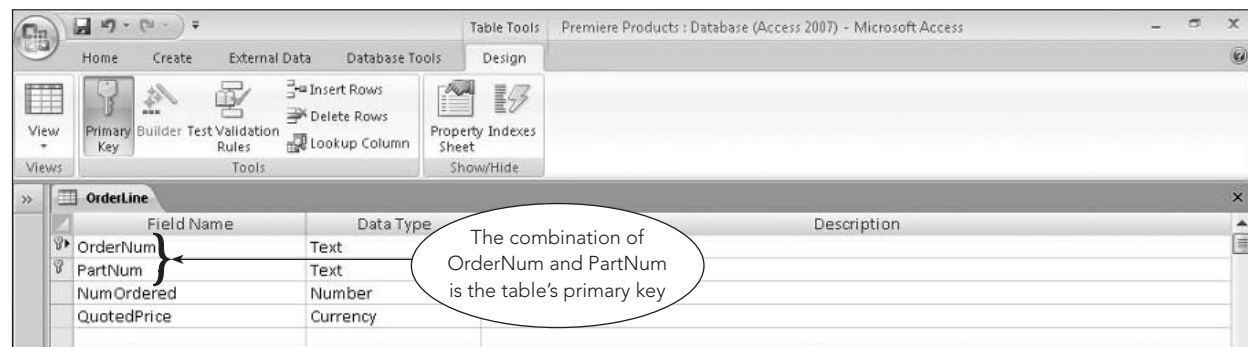 Table Tools
Premiere Products : Database (Access 2007) - Microsoft Access
Home Create External Data Database Tools Design
View
Primary Key
Builder
Test Validation Rules
Insert Rows
Delete Rows
Lookup Column
Property Sheet
Indexes
Views Tools Show/Hide
OrderLine
Field Name Data Type Description
OrderNum Text
PartNum Text
NumOrdered Number
QuotedPrice Currency
The combination of
OrderNum and PartNum
is the table's primary key